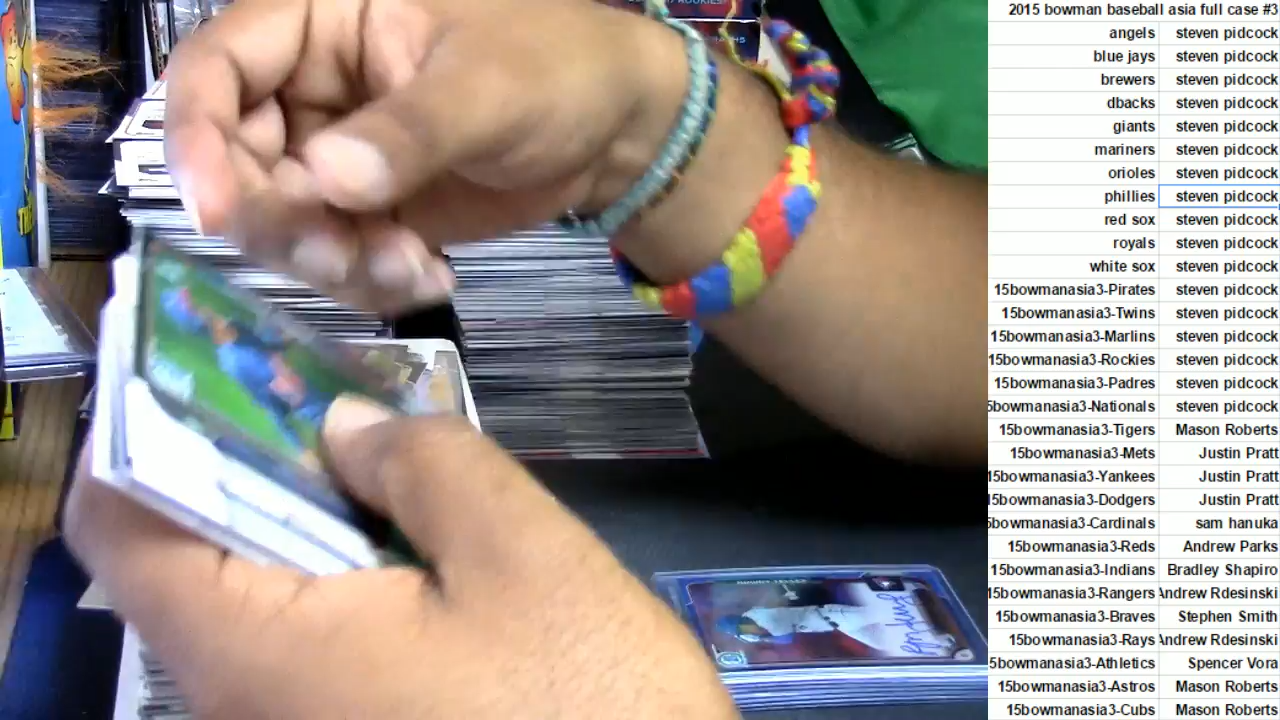 2015 bowman baseball asia full case #3
angels steven pidcock
blue jays steven pidcock
brewers steven pidcock
dbacks steven pidcock
giants steven pidcock
mariners steven pidcock
orioles steven pidcock
phillies steven pidcock
red sox steven pidcock
royals steven pidcock
white sox steven pidcock
15bowmanasia3-Pirates steven pidcock
15bowmanasia3-Twins steven pidcock
15bowmanasia3-Marlins steven pidcock
15bowmanasia3-Rockies steven pidcock
15bowmanasia3-Padres steven pidcock
5bowmanasia3-Nationals steven pidcock
15bowmanasia3-Tigers Mason Roberts
15bowmanasia3-Mets Justin Pratt
15bowmanasia3-Yankees Justin Pratt
15bowmanasia3-Dodgers Justin Pratt
5bowmanasia3-Cardinals sam hanuka
15bowmanasia3-Reds Andrew Parks
15bowmanasia3-Indians Bradley Shapiro
15bowmanasia3-Rangers Andrew Rdesinski
15bowmanasia3-Braves Stephen Smith
15bowmanasia3-Rays Andrew Rdesinski
5bowmanasia3-Athletics Spencer Vora
15bowmanasia3-Astros Mason Roberts
15bowmanasia3-Cubs Mason Roberts